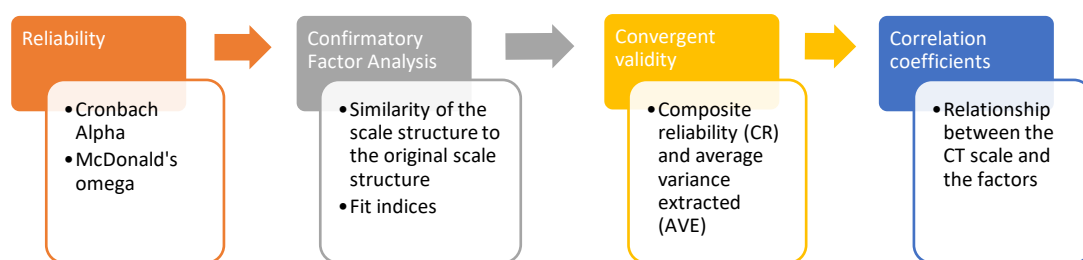 Reliability
•Cronbach
Alpha
•McDonald's
omega
Confirmatory
Factor Analysis
•Similarity of the
scale structure to
the original scale
structure
•Fit indices
Convergent
validity
•Composite
reliability (CR)
and average
variance
extracted
(AVE)
Correlation
coefficients
•Relationship
between the
CT scale and
the factors